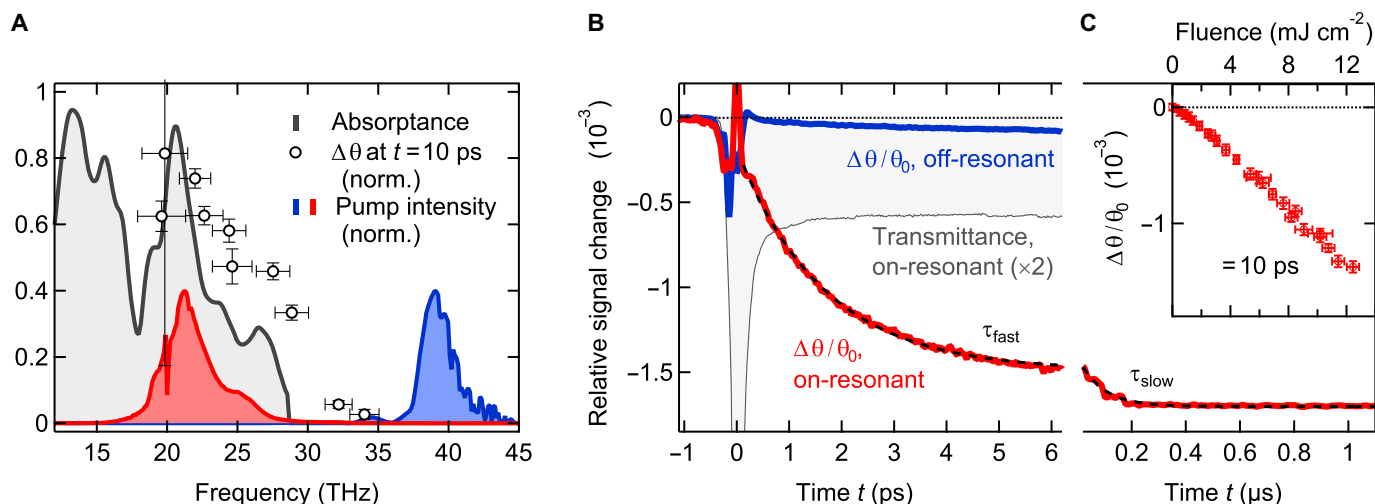 A
1
0.8
0.6
0.4
0.2
0
12 15 20 25 30 35 40 45
Frequency (THz)
Absorptance
Δθ at t = 10 ps
(norm.)
Pump intensity
(norm.)
B
Relative signal change (10⁻³)
0
−0.5
−1
−1.5
−1 0 1 2 3 4 5 6
Time t (ps)
Δθ/θ₀, off-resonant
Transmittance,
on-resonant (×2)
Δθ/θ₀,
on-resonant
τfast
C
Fluence (mJ cm⁻²)
0 4 8 12
Δθ/θ₀ (10⁻³)
0
−1
= 10 ps
τslow
0.2 0.4 0.6 0.8 1
Time t (μs)